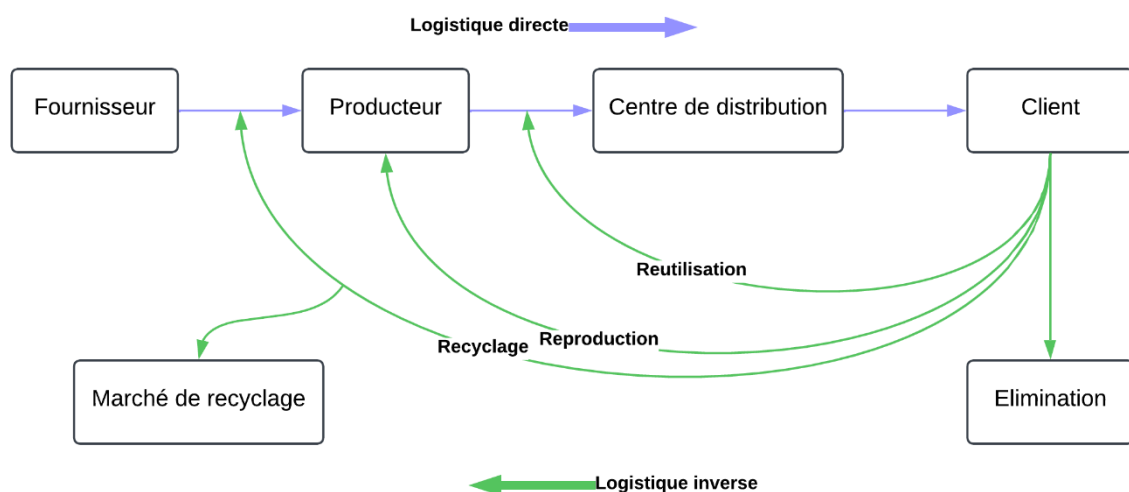 Logistique directe
Fournisseur
Producteur
Centre de distribution
Client
Reutilisation
Reproduction
Recyclage
Marché de recyclage
Elimination
Logistique inverse